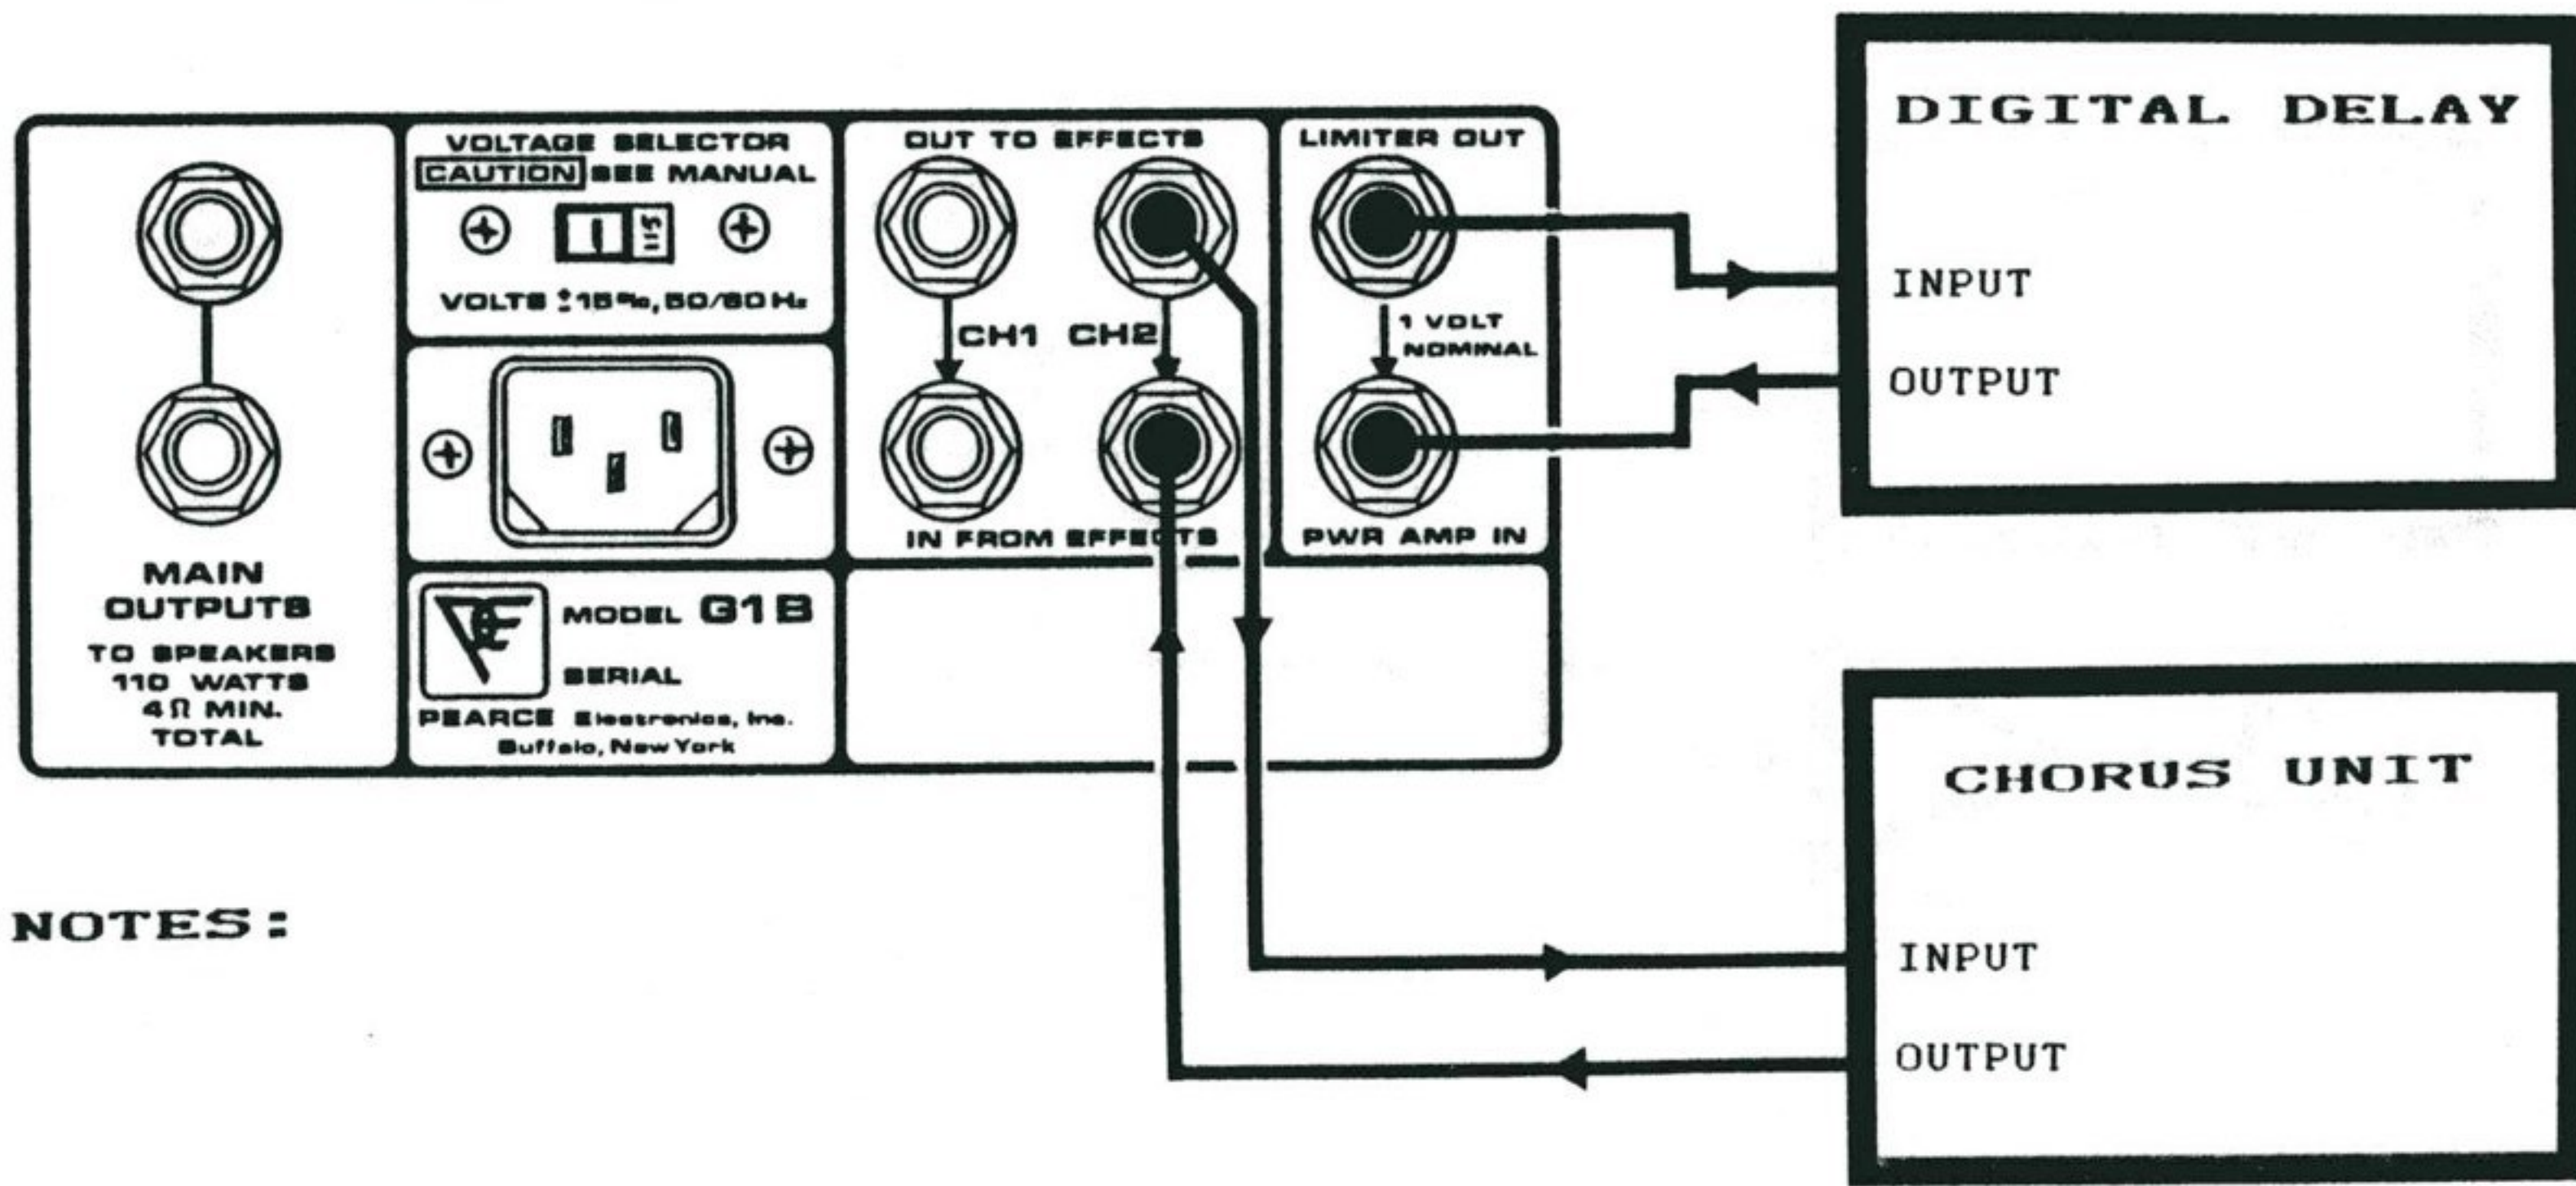 MAIN
OUTPUTS
TO SPEAKERS
110 WATTS
4Ω MIN.
TOTAL
VOLTAGE SELECTOR
CAUTION SEE MANUAL
115
VOLTS ±15%, 50/60 Hz
MODEL G1B
SERIAL
PEARCE Electronics, Inc.
Buffalo, New York
OUT TO EFFECTS
CH1 CH2
IN FROM EFFECTS
LIMITER OUT
1 VOLT
NOMINAL
PWR AMP IN
DIGITAL DELAY
INPUT
OUTPUT
CHORUS UNIT
INPUT
OUTPUT
NOTES: